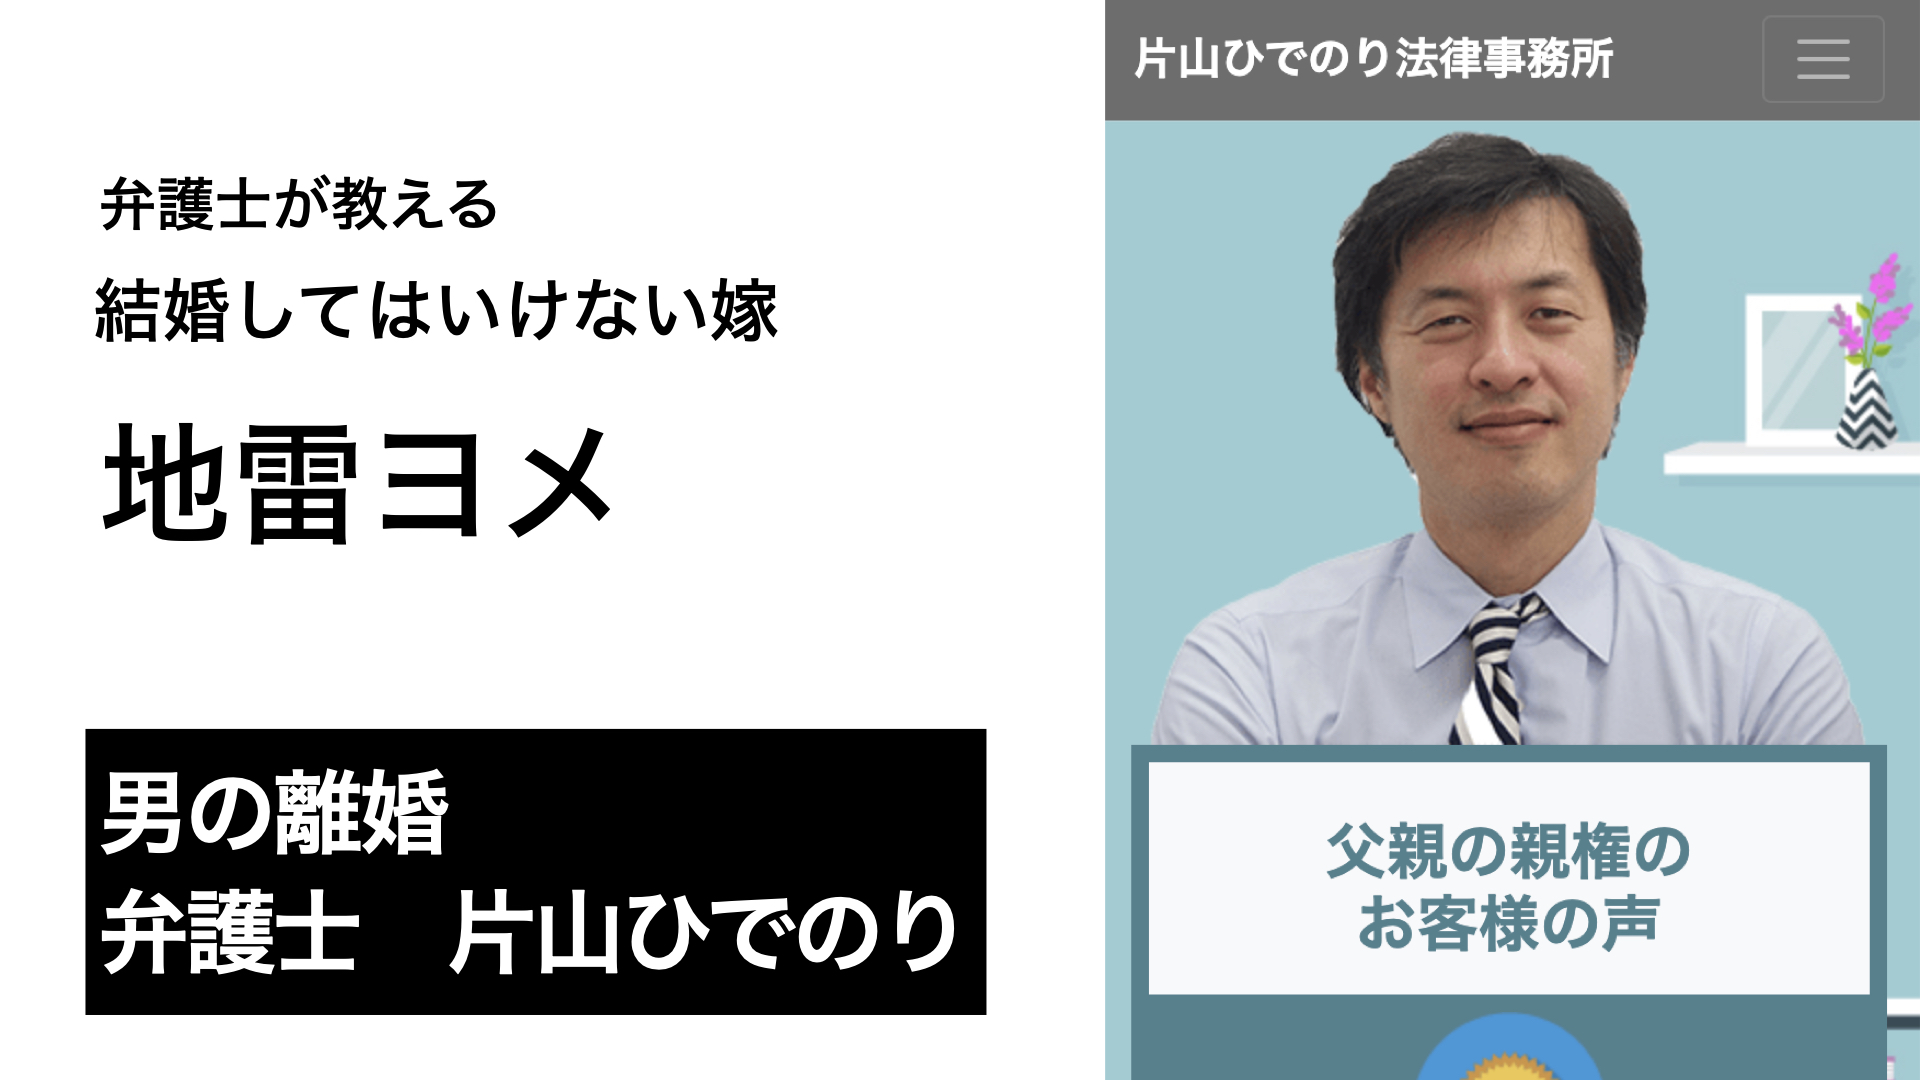 弁護士が教える
結婚してはいけない嫁
地雷ヨメ
男の離婚
弁護士　片山ひでのり
片山ひでのり法律事務所
父親の親権の
お客様の声